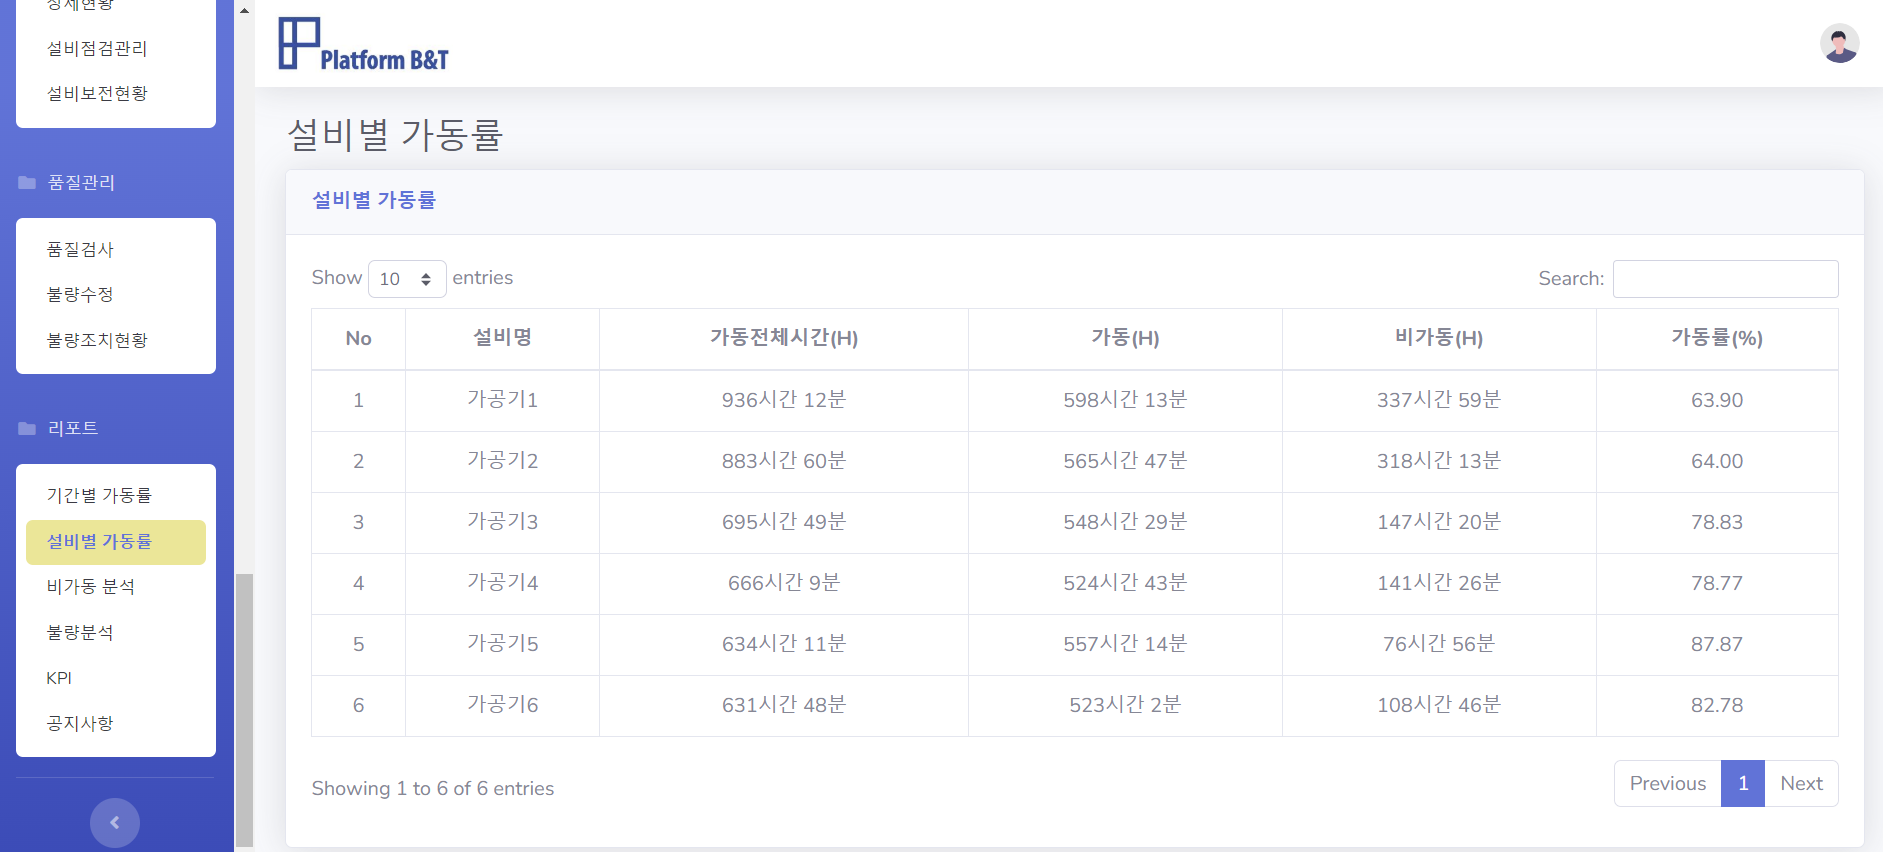 상세현황
설비점검관리
설비보전현황
품질관리
품질검사
불량수정
불량조치현황
리포트
기간별 가동률
설비별 가동률
비가동 분석
불량분석
KPI
공지사항
Platform B&T
설비별 가동률
설비별 가동률
Show 10 entries
Search:
No 설비명 가동전체시간(H) 가동(H) 비가동(H) 가동률(%)
1 가공기1 936시간 12분 598시간 13분 337시간 59분 63.90
2 가공기2 883시간 60분 565시간 47분 318시간 13분 64.00
3 가공기3 695시간 49분 548시간 29분 147시간 20분 78.83
4 가공기4 666시간 9분 524시간 43분 141시간 26분 78.77
5 가공기5 634시간 11분 557시간 14분 76시간 56분 87.87
6 가공기6 631시간 48분 523시간 2분 108시간 46분 82.78
Showing 1 to 6 of 6 entries
Previous 1 Next